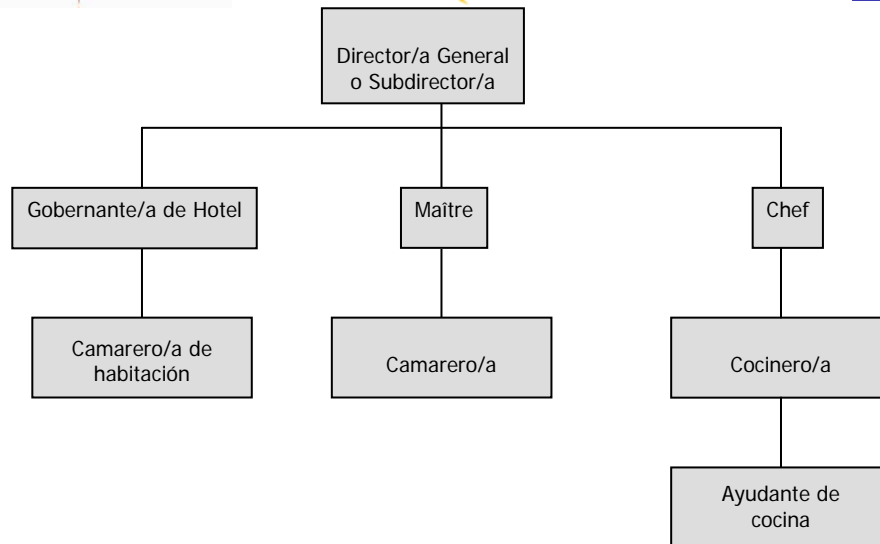 Director/a General
o Subdirector/a
Gobernante/a de Hotel
Maître
Chef
Camarero/a de
habitación
Camarero/a
Cocinero/a
Ayudante de
cocina